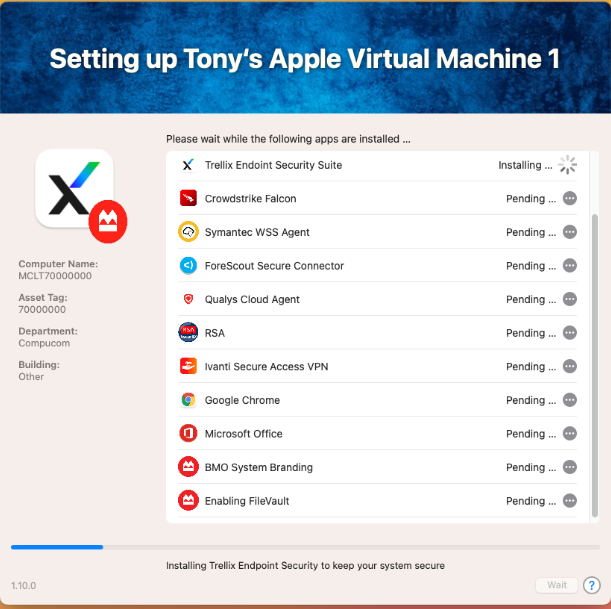 Setting up Tony‘s Apple Virtual Machine 1
Please wait while the following apps are installed ...
Trellix Endoint Security Suite Installing ...
Crowdstrike Falcon Pending ...
Symantec WSS Agent Pending ...
ForeScout Secure Connector Pending ...
Qualys Cloud Agent Pending ...
RSA Pending ...
Ivanti Secure Access VPN Pending ...
Google Chrome Pending ...
Microsoft Office Pending ...
BMO System Branding Pending ...
Enabling FileVault Pending ...
Computer Name:
MCLT70000000
Asset Tag:
70000000
Department:
Compucom
Building:
Other
Installing Trellix Endpoint Security to keep your system secure
1.10.0
Wait ?